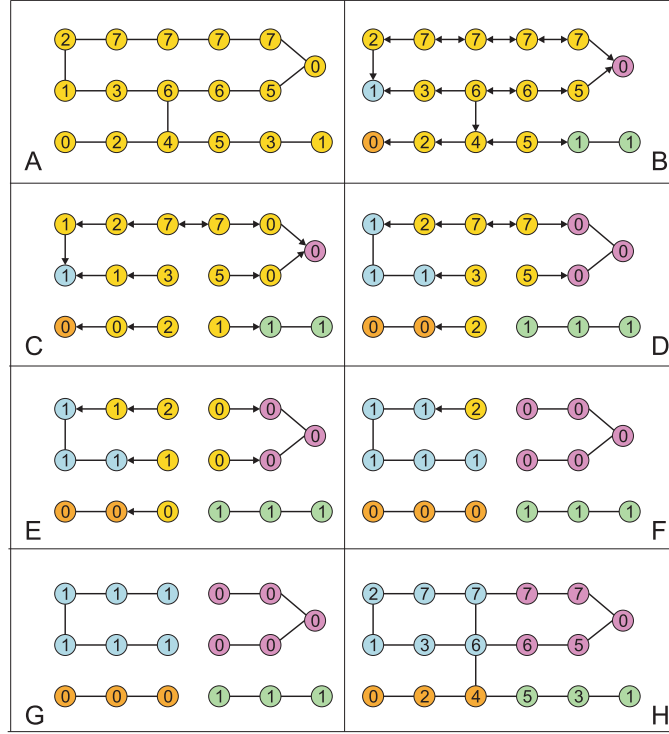 2 7 7 7 7
0
1 3 6 6 5
0 2 4 5 3 1
A
2 7 7 7 7
0
1 3 6 6 5
0 2 4 5 1 1
B
1 2 7 7 0
0
1 1 3 5 0
0 0 2 1 1 1
C
1 2 7 7 0
0
1 1 3 5 0
0 0 2 1 1 1
D
1 1 2 0 0
0
1 1 1 0 0
0 0 0 1 1 1
E
1 1 2 0 0
0
1 1 1 0 0
0 0 0 1 1 1
F
1 1 1 0 0
0
1 1 1 0 0
0 0 0 1 1 1
G
2 7 7 7 7
0
1 3 6 6 5
0 2 4 5 3 1
H